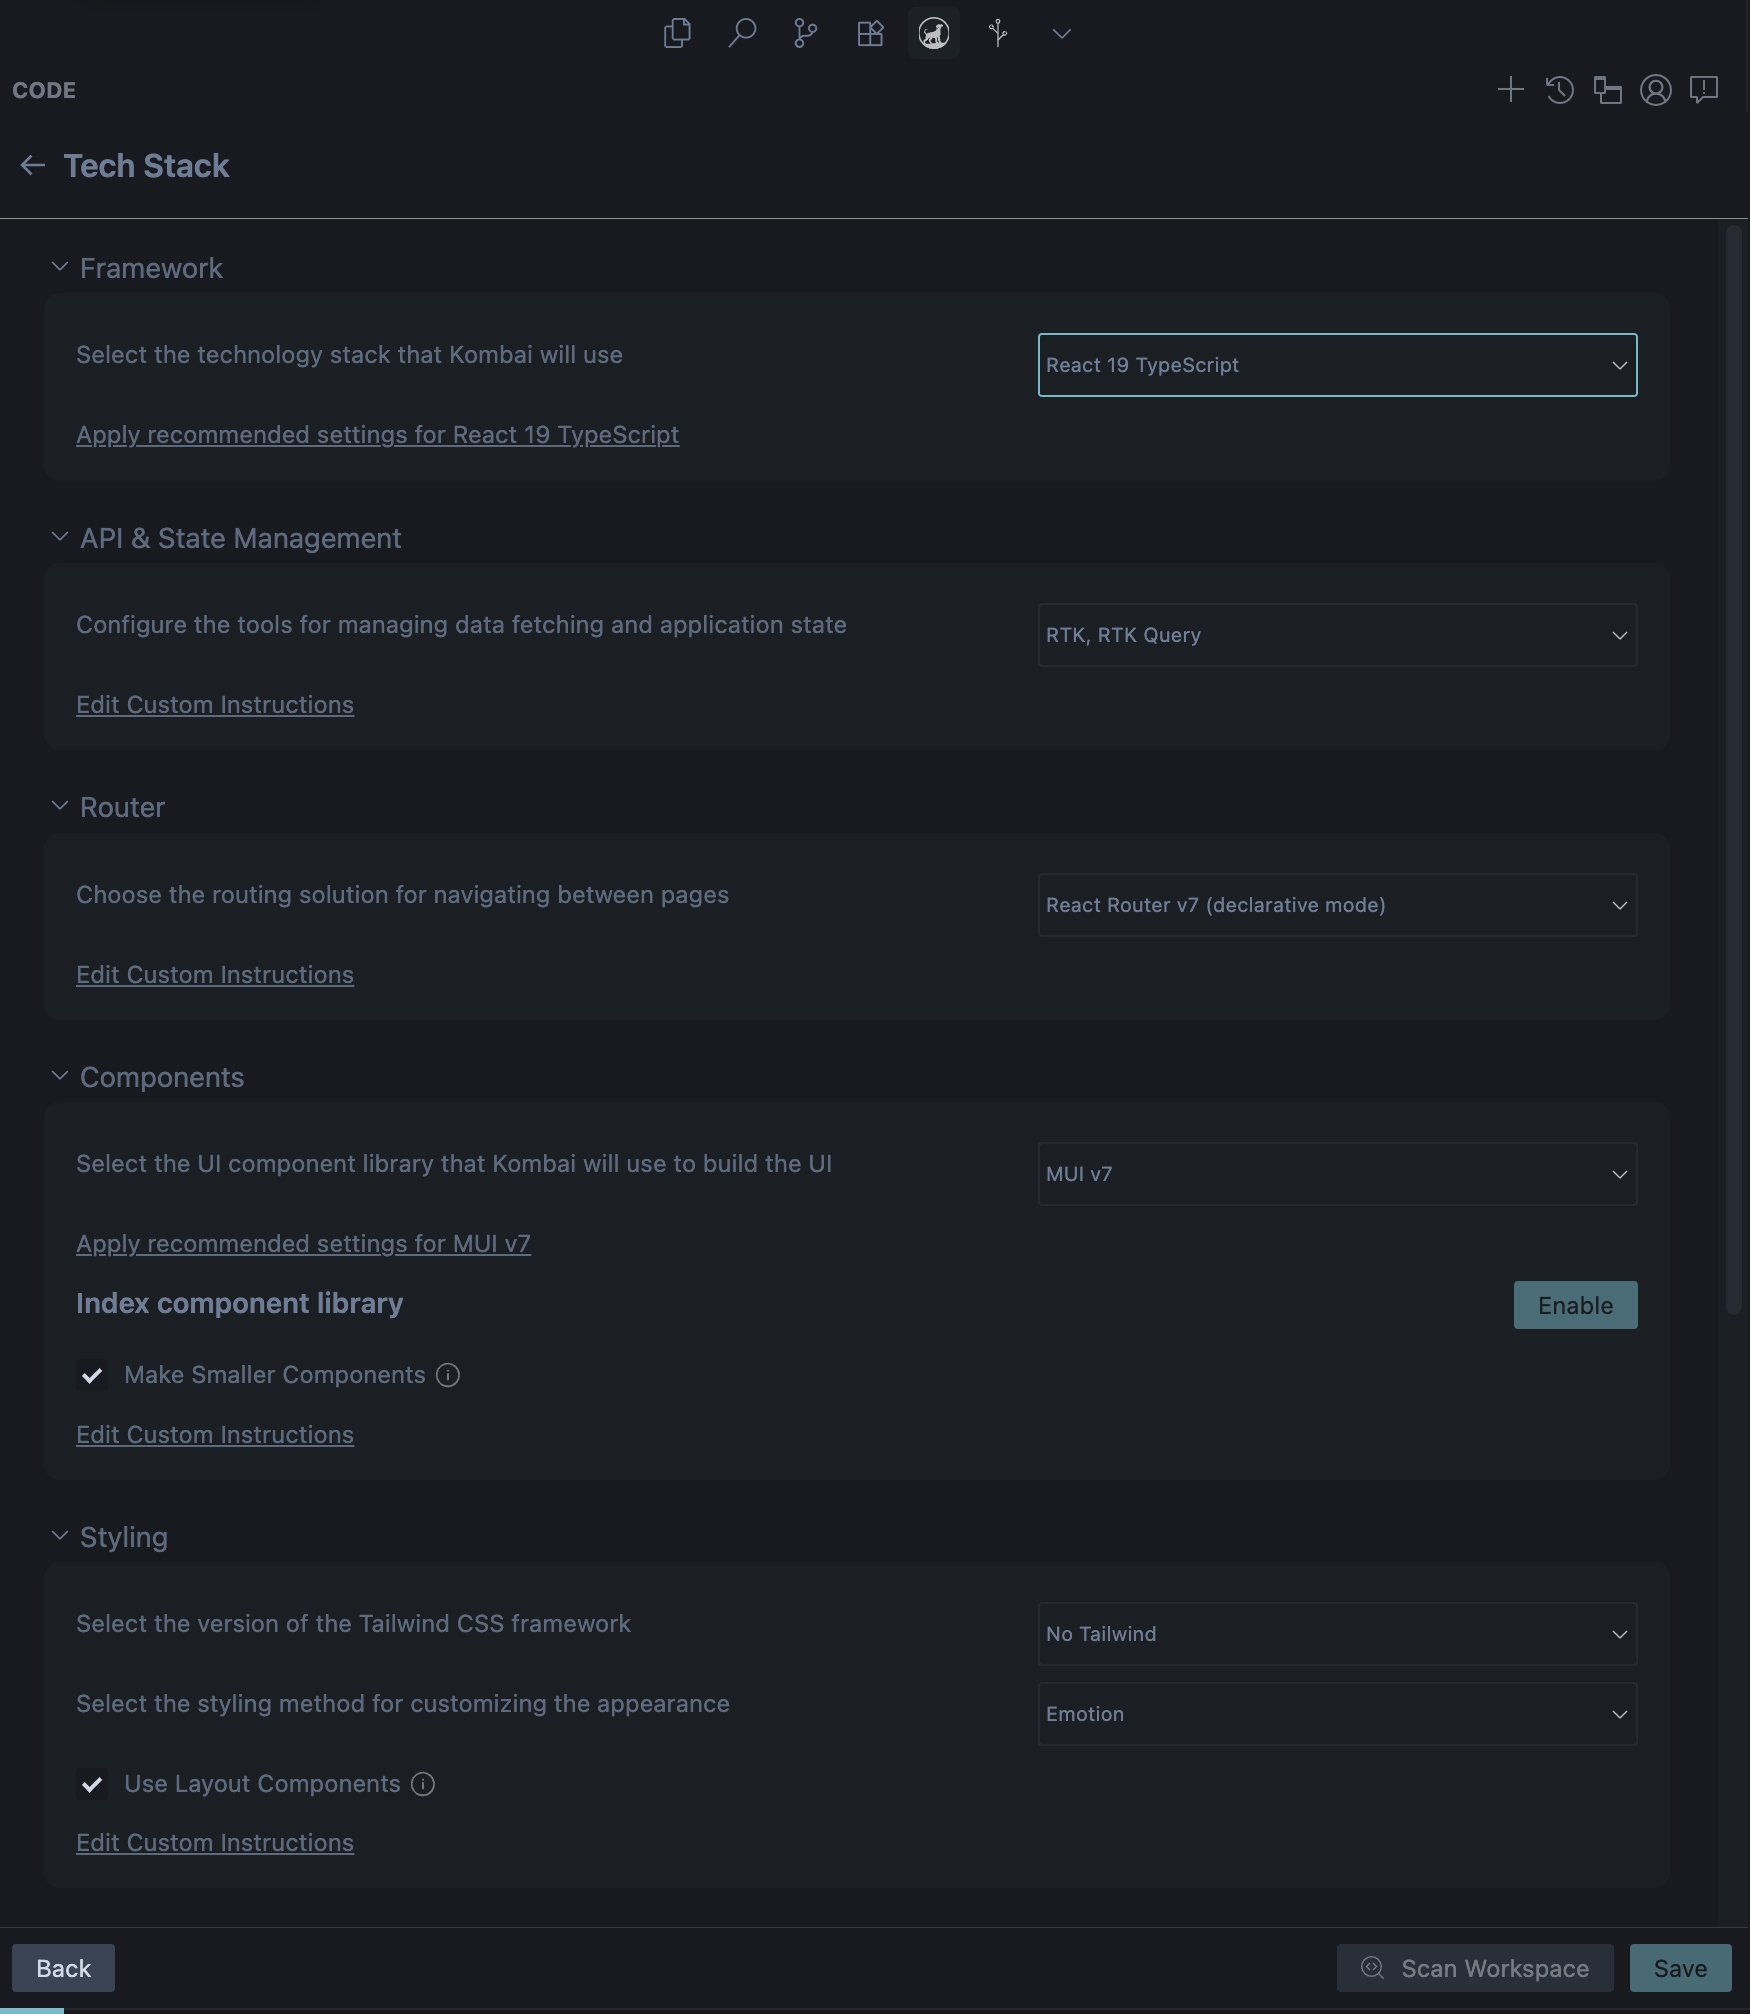 CODE
Tech Stack
Framework
Select the technology stack that Kombai will use
React 19 TypeScript
Apply recommended settings for React 19 TypeScript
API & State Management
Configure the tools for managing data fetching and application state
RTK, RTK Query
Edit Custom Instructions
Router
Choose the routing solution for navigating between pages
React Router v7 (declarative mode)
Edit Custom Instructions
Components
Select the UI component library that Kombai will use to build the UI
MUI v7
Apply recommended settings for MUI v7
Index component library
Enable
Make Smaller Components
Edit Custom Instructions
Styling
Select the version of the Tailwind CSS framework
No Tailwind
Select the styling method for customizing the appearance
Emotion
Use Layout Components
Edit Custom Instructions
Back
Scan Workspace
Save